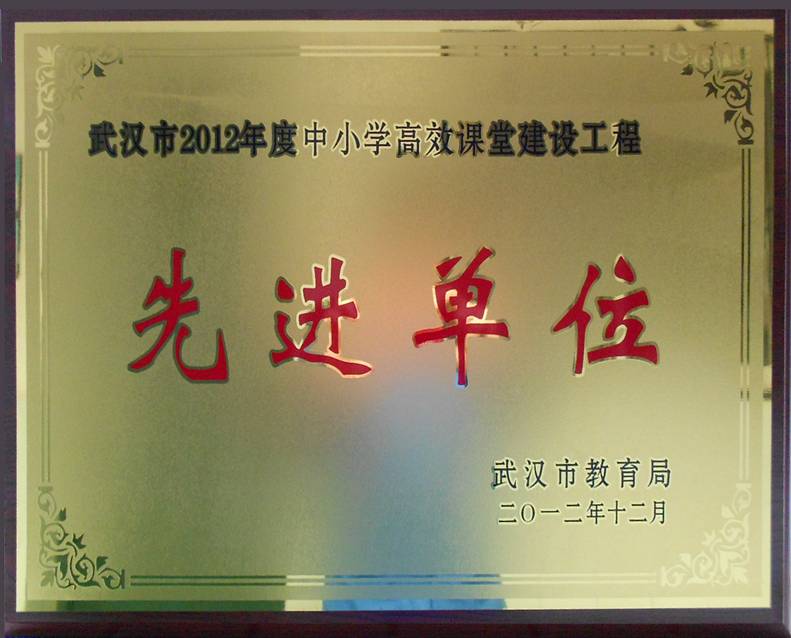 武汉市2012年度中小学高效课堂建设工程
先进单位
武汉市教育局
二〇一二年十二月